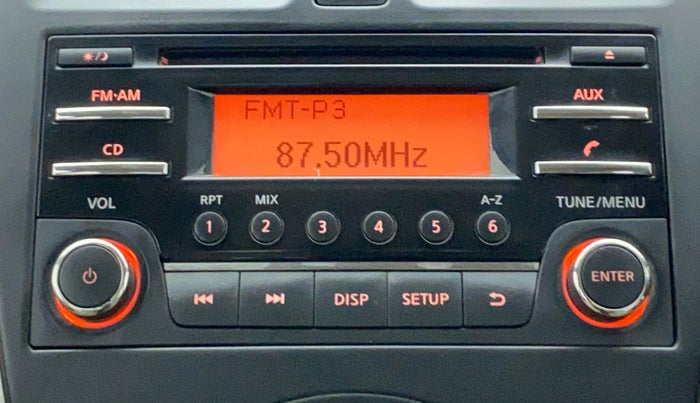 FM·AM
AUX
FMT-P3
87.50MHz
CD
VOL
RPT MIX A-Z
TUNE/MENU
1 2 3 4 5 6
ENTER
DISP SETUP